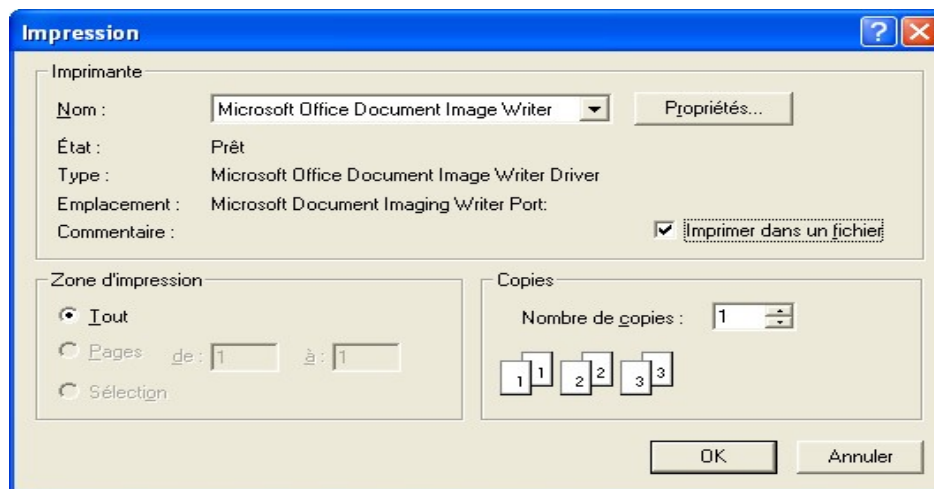 Impression
Imprimante
Nom : Microsoft Office Document Image Writer Propriétés...
État : Prêt
Type : Microsoft Office Document Image Writer Driver
Emplacement : Microsoft Document Imaging Writer Port:
Commentaire : Imprimer dans un fichier
Zone d'impression Copies
Tout Nombre de copies : 1
Pages de : 1 à : 1
1 1 2 2 3 3
Sélection
OK Annuler